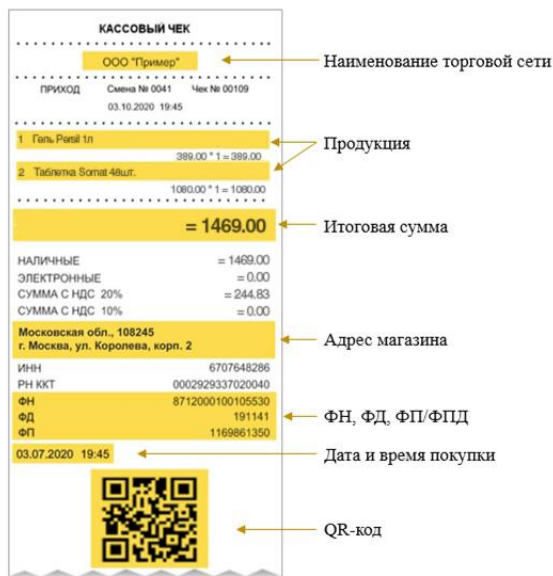 КАССОВЫЙ ЧЕК
ООО "Пример"
Наименование торговой сети
ПРИХОД Смена № 0041 Чек № 00109
03.10.2020 19:45
1 Гель Persil 1л
Продукция
389.00 * 1 = 389.00
2 Таблетка Somat 48шт.
1080.00 * 1 = 1080.00
= 1469.00
Итоговая сумма
НАЛИЧНЫЕ = 1469.00
ЭЛЕКТРОННЫЕ = 0.00
СУММА С НДС 20% = 244.83
СУММА С НДС 10% = 0.00
Московская обл., 108245
г. Москва, ул. Королева, корп. 2
Адрес магазина
ИНН 6707648286
РН ККТ 0002929337020040
ФН 8712000100105530
ФД 191141
ФН, ФД, ФП/ФПД
ФП 1169861350
03.07.2020 19:45
Дата и время покупки
QR-код